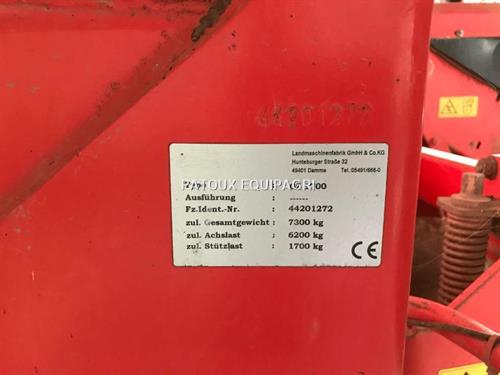 44201272
Landmaschinenfabrik GmbH & Co.KG
Hunteburger Straße 32
49401 Damme Tel.:05491/666-0
PATOUX EQUIPAGRI
Ausführung : ------
Fz.Ident.-Nr. : 44201272
zul. Gesamtgewicht : 7300 kg
zul. Achslast : 6200 kg
zul. Stützlast : 1700 kg
CE